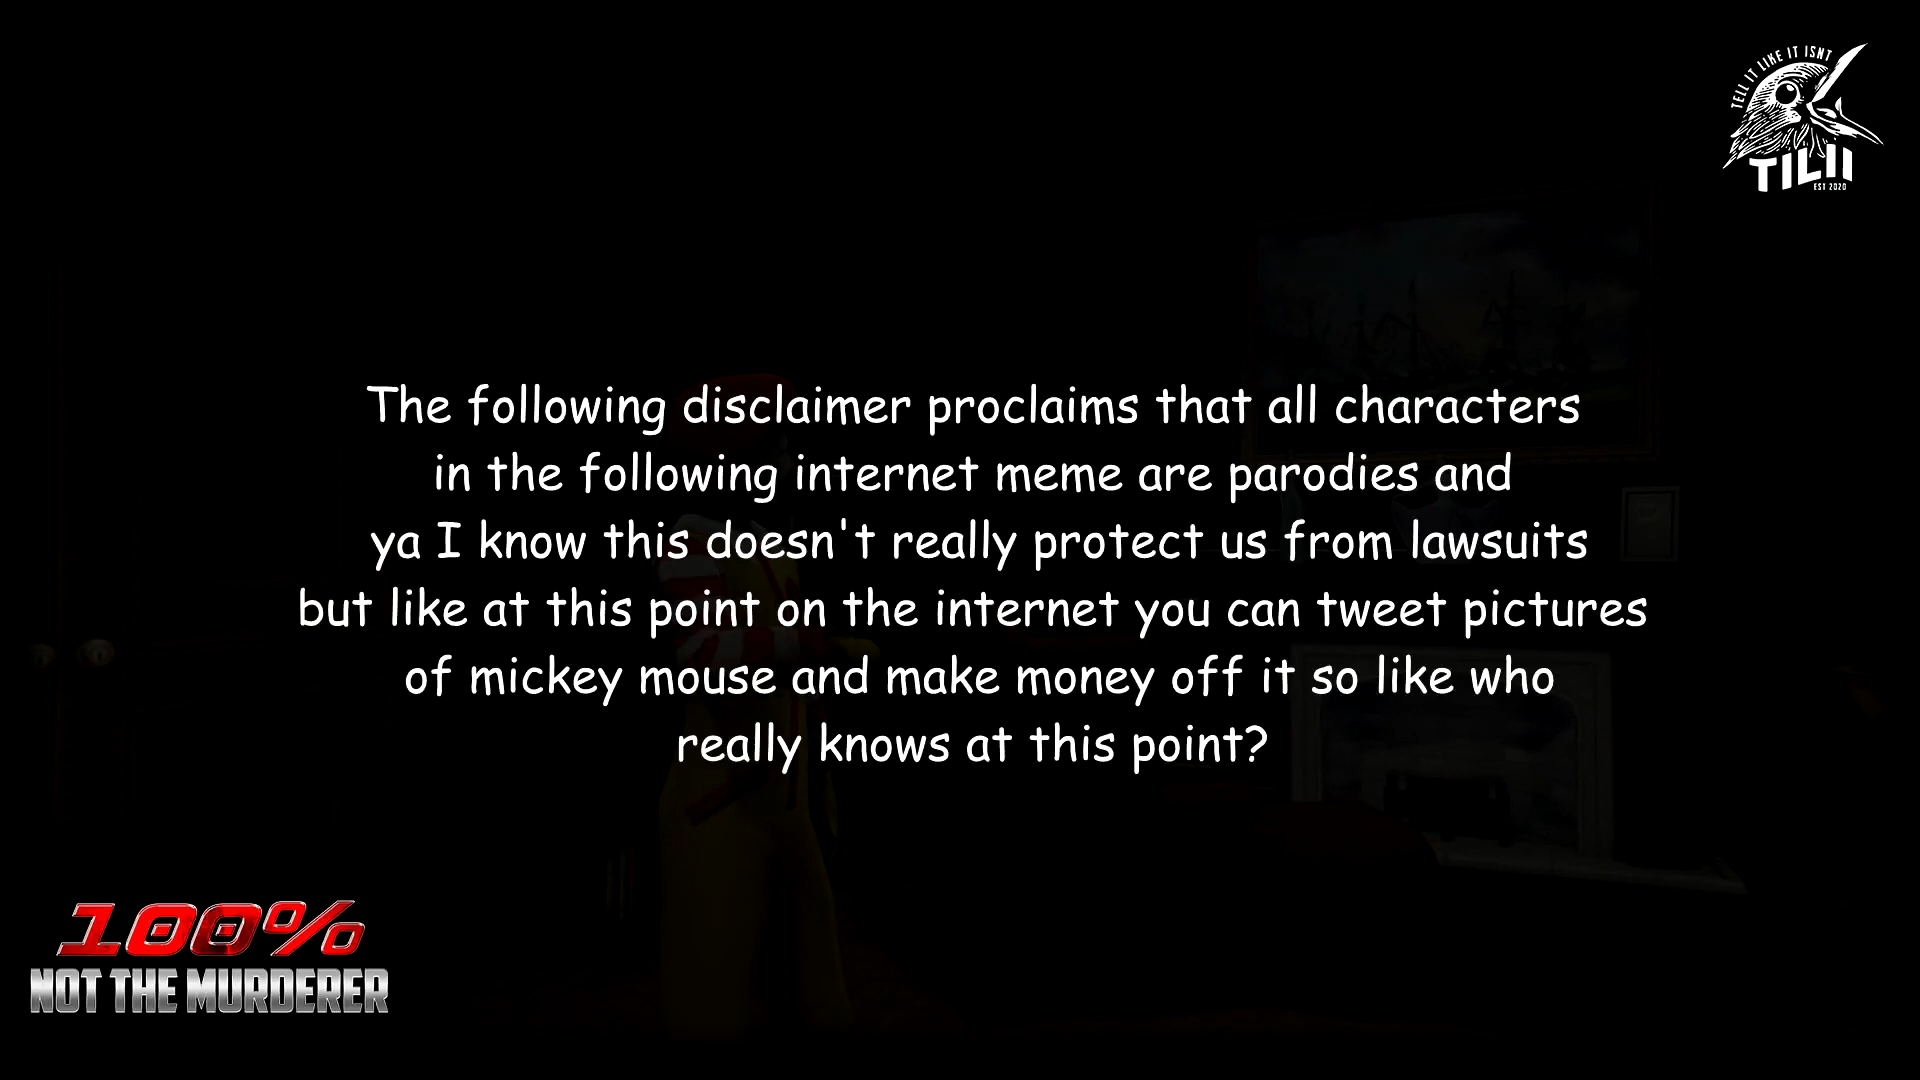 TELL IT LIKE IT ISNT
TILII
EST 2020
The following disclaimer proclaims that all characters
in the following internet meme are parodies and
ya I know this doesn't really protect us from lawsuits
but like at this point on the internet you can tweet pictures
of mickey mouse and make money off it so like who
really knows at this point?
100%
NOT THE MURDERER